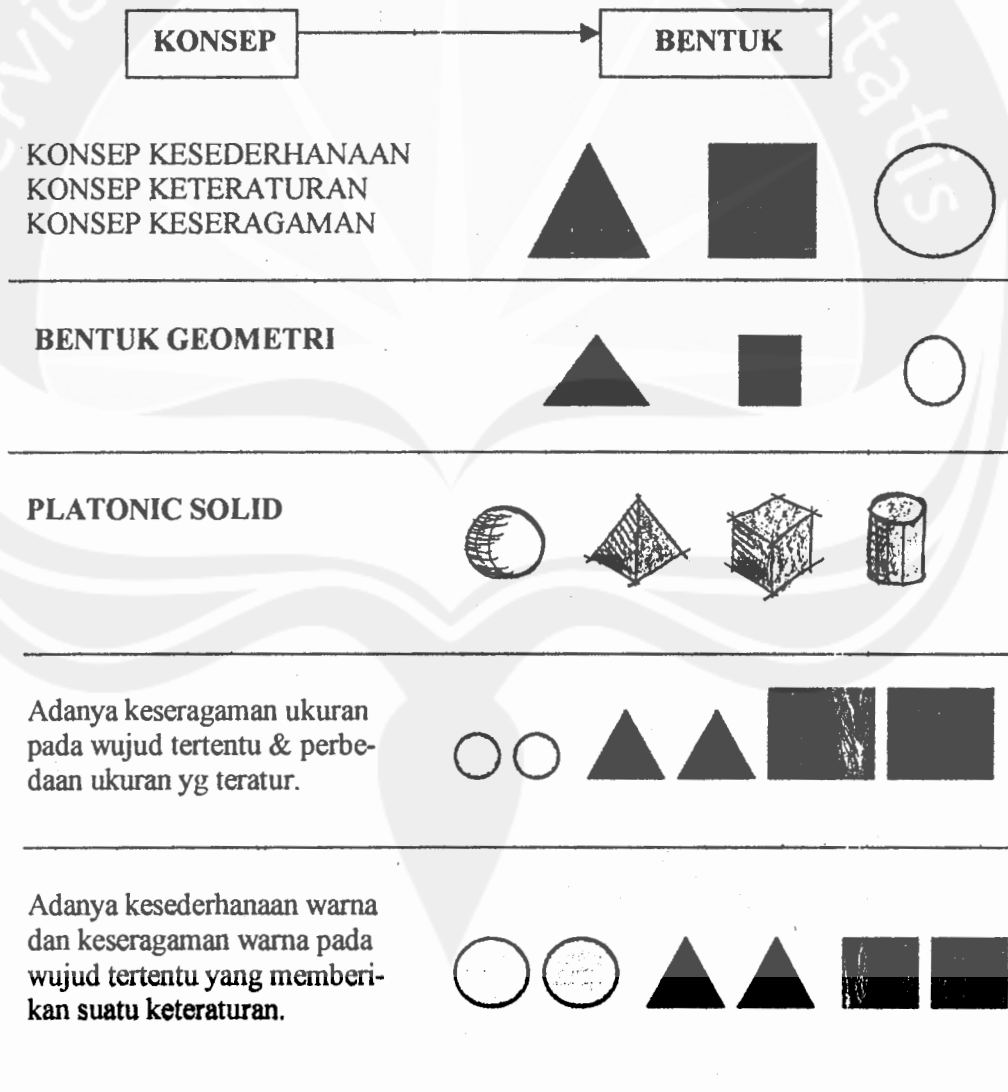 KONSEP
BENTUK
KONSEP KESEDERHANAAN
KONSEP KETERATURAN
KONSEP KESERAGAMAN
BENTUK GEOMETRI
PLATONIC SOLID
Adanya keseragaman ukuran
pada wujud tertentu & perbe-
daan ukuran yg teratur.
Adanya kesederhanaan warna
dan keseragaman warna pada
wujud tertentu yang memberi-
kan suatu keteraturan.